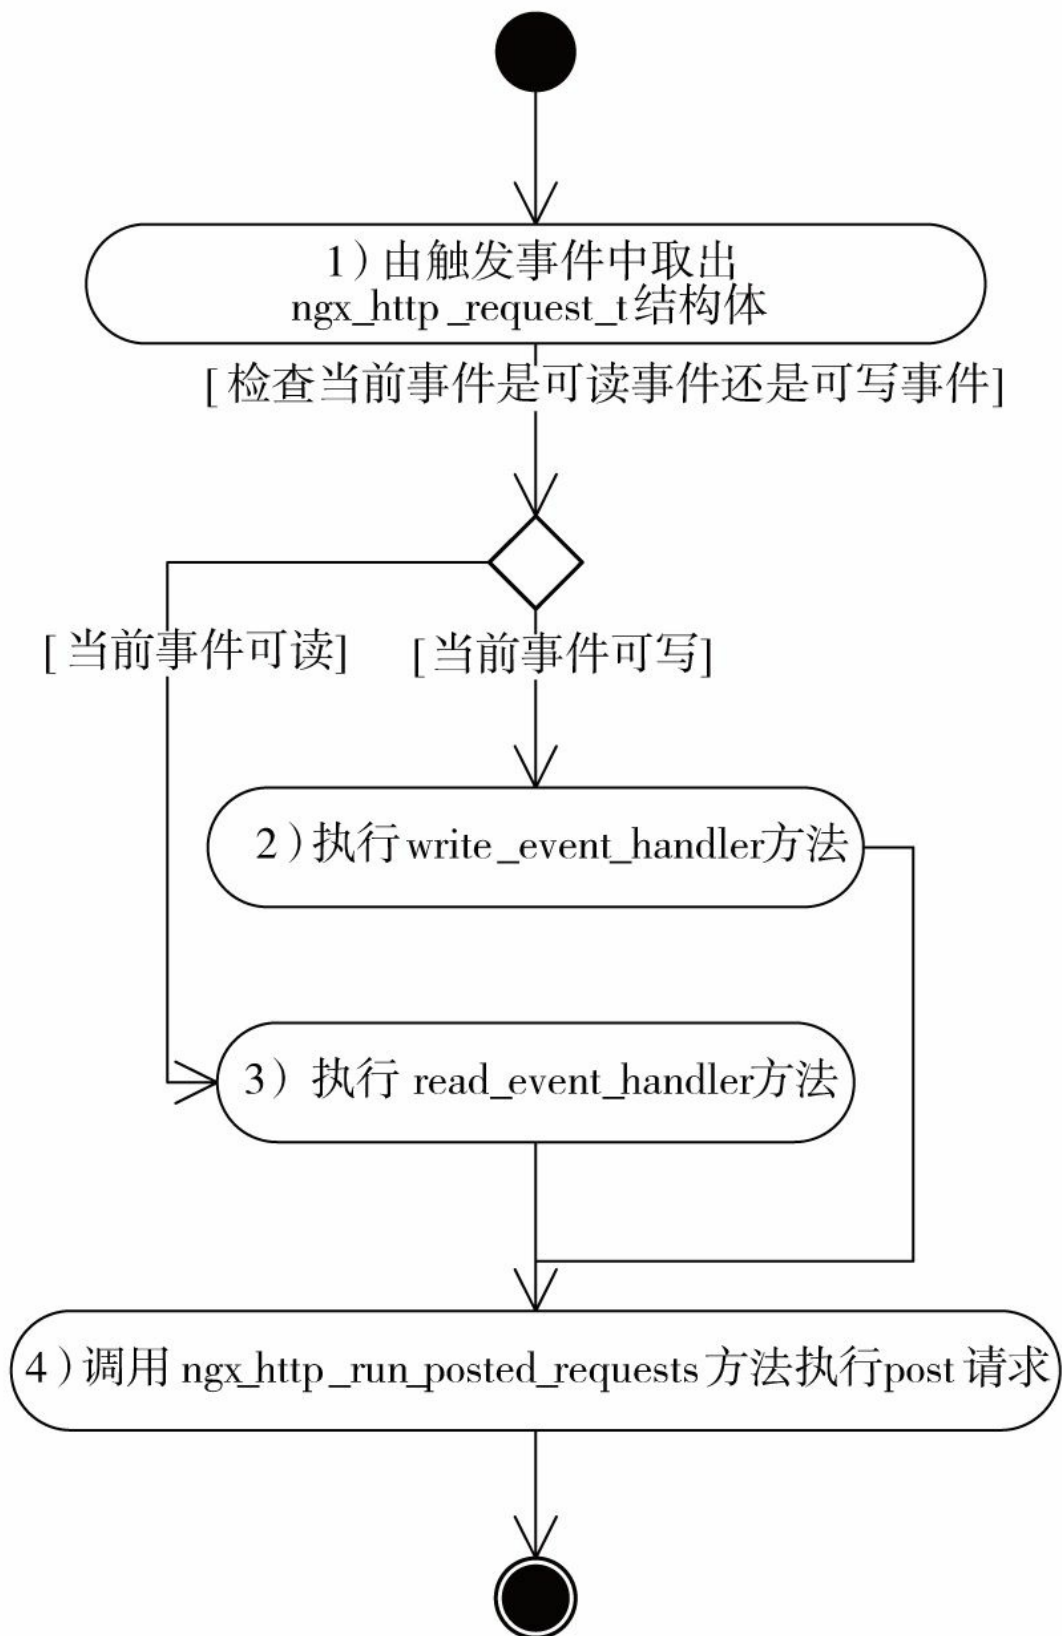 1）由触发事件中取出
ngx_http_request_t结构体
[检查当前事件是可读事件还是可写事件]
[当前事件可读]
[当前事件可写]
2）执行write_event_handler方法
3）执行 read_event_handler方法
4）调用 ngx_http_run_posted_requests 方法执行post 请求